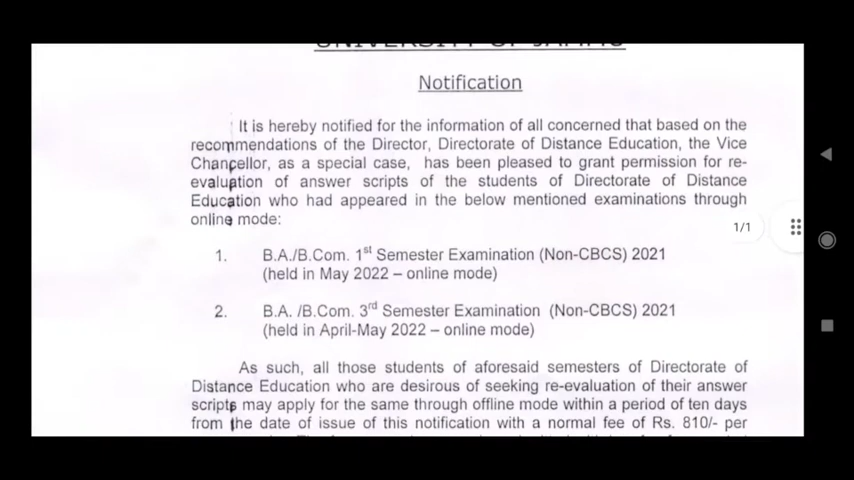 UNIVERSITY OF JAMMU
Notification
It is hereby notified for the information of all concerned that based on the
recommendations of the Director, Directorate of Distance Education, the Vice
Chancellor, as a special case, has been pleased to grant permission for re-
evaluation of answer scripts of the students of Directorate of Distance
Education who had appeared in the below mentioned examinations through
online mode:
1/1
1. B.A./B.Com. 1st Semester Examination (Non-CBCS) 2021
(held in May 2022 – online mode)
2. B.A. /B.Com. 3rd Semester Examination (Non-CBCS) 2021
(held in April-May 2022 – online mode)
As such, all those students of aforesaid semesters of Directorate of
Distance Education who are desirous of seeking re-evaluation of their answer
scripts may apply for the same through offline mode within a period of ten days
from the date of issue of this notification with a normal fee of Rs. 810/- per